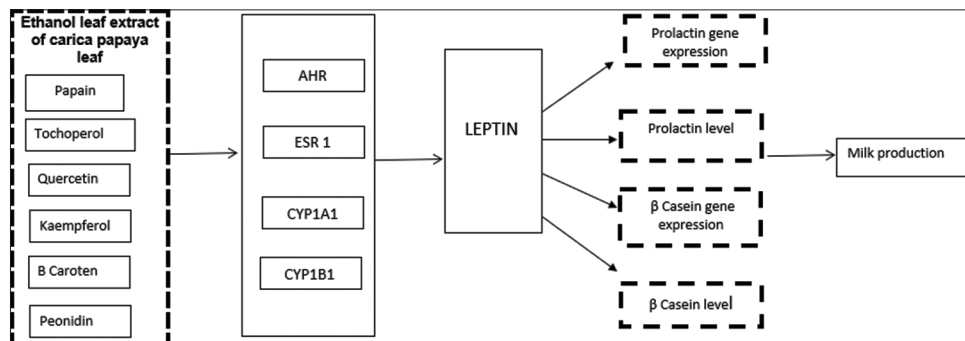 Ethanol leaf extract
of carica papaya
leaf
Papain
Tochoperol
Quercetin
Kaempferol
B Caroten
Peonidin
AHR
ESR 1
CYP1A1
CYP1B1
LEPTIN
Prolactin gene
expression
Prolactin level
β Casein gene
expression
β Casein level
Milk production